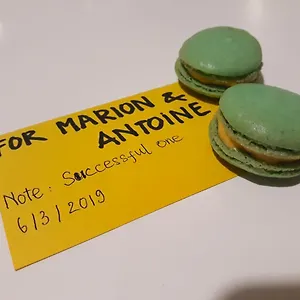 FOR MARION &
ANTOINE
Note: Successful one
6/3/2019